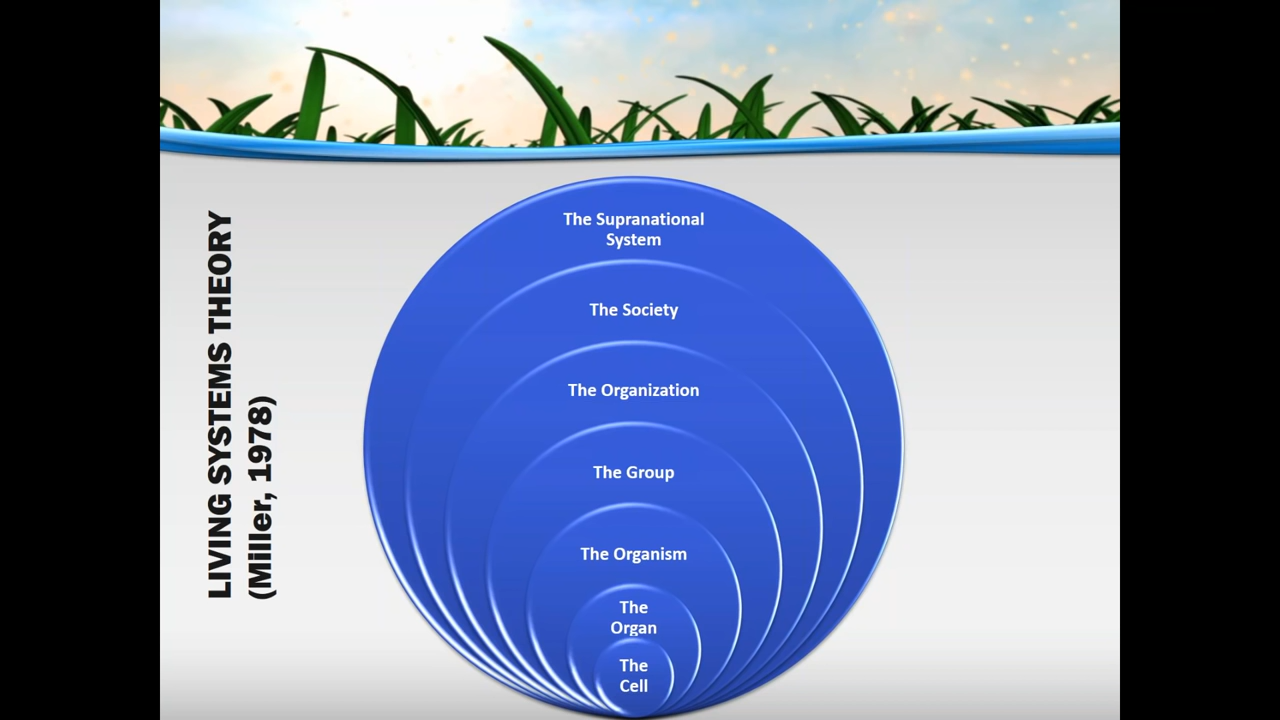 LIVING SYSTEMS THEORY
(Miller, 1978)
The Supranational
System
The Society
The Organization
The Group
The Organism
The
Organ
The
Cell